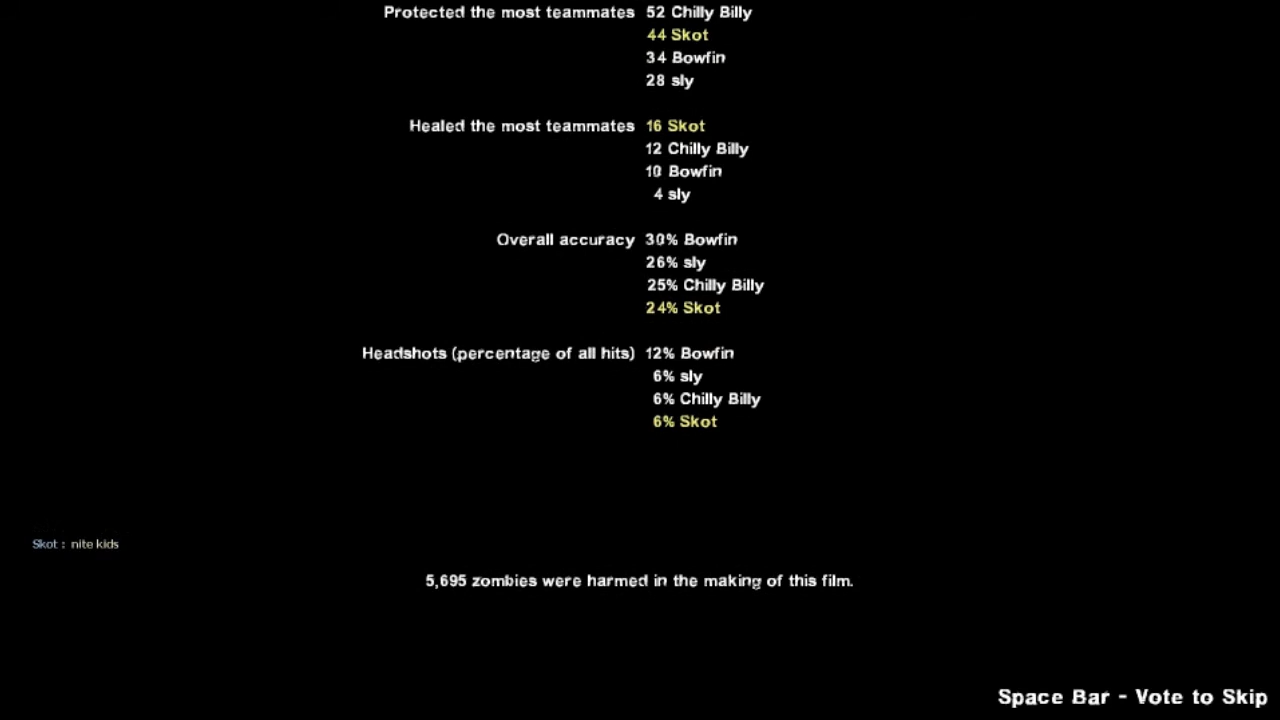 Protected the most teammates 52 Chilly Billy
44 Skot
34 Bowfin
28 sly
Healed the most teammates 16 Skot
12 Chilly Billy
10 Bowfin
4 sly
Overall accuracy 30% Bowfin
26% sly
25% Chilly Billy
24% Skot
Headshots (percentage of all hits) 12% Bowfin
6% sly
6% Chilly Billy
6% Skot
Skot : nite kids
5,695 zombies were harmed in the making of this film.
Space Bar - Vote to Skip